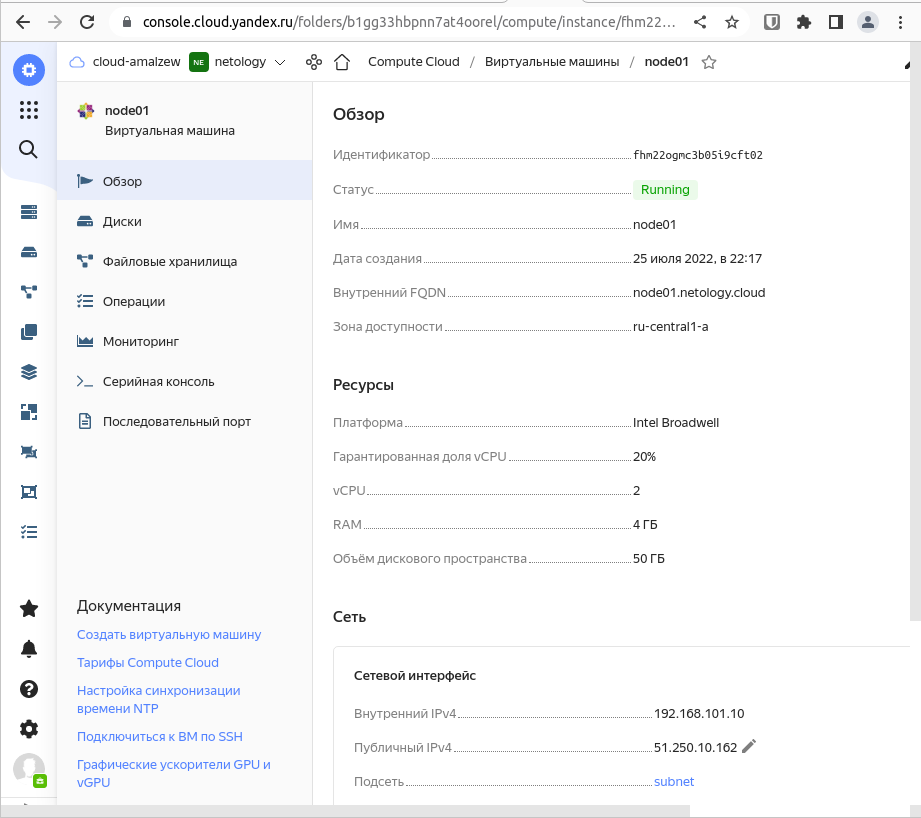 console.cloud.yandex.ru/folders/b1gg33hbpnn7at4oorel/compute/instance/fhm22...
cloud-amalzew NE netology Compute Cloud / Виртуальные машины / node01
node01
Виртуальная машина
Обзор
Диски
Файловые хранилища
Операции
Мониторинг
Серийная консоль
Последовательный порт
Документация
Создать виртуальную машину
Тарифы Compute Cloud
Настройка синхронизации
времени NTP
Подключиться к ВМ по SSH
Графические ускорители GPU и
vGPU
Обзор
Идентификатор fhm22ogmc3b05i9cft02
Статус Running
Имя node01
Дата создания 25 июля 2022, в 22:17
Внутренний FQDN node01.netology.cloud
Зона доступности ru-central1-a
Ресурсы
Платформа Intel Broadwell
Гарантированная доля vCPU 20%
vCPU 2
RAM 4 ГБ
Объём дискового пространства 50 ГБ
Сеть
Сетевой интерфейс
Внутренний IPv4 192.168.101.10
Публичный IPv4 51.250.10.162
Подсеть subnet